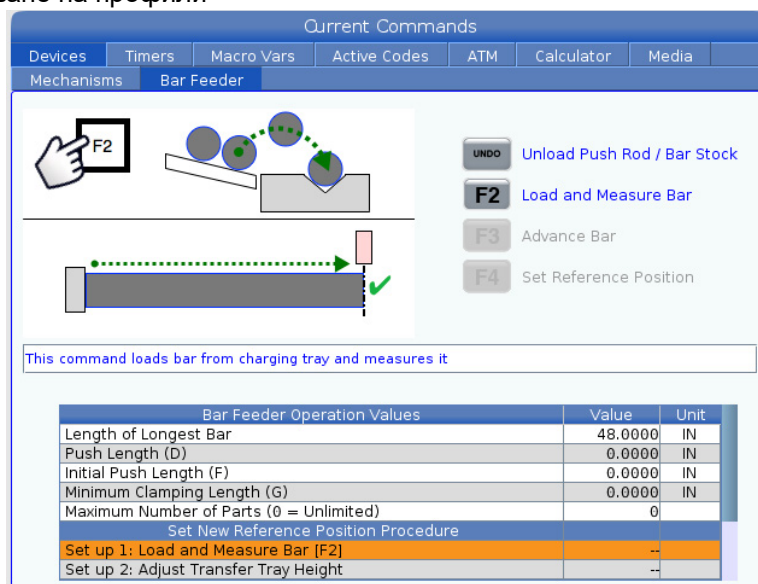 Current Commands
Devices Timers Macro Vars Active Codes ATM Calculator Media
Mechanisms Bar Feeder
F2
UNDO Unload Push Rod / Bar Stock
F2 Load and Measure Bar
F3 Advance Bar
F4 Set Reference Position
This command loads bar from charging tray and measures it
Bar Feeder Operation Values Value Unit
Length of Longest Bar 48.0000 IN
Push Length (D) 0.0000 IN
Initial Push Length (F) 0.0000 IN
Minimum Clamping Length (G) 0.0000 IN
Maximum Number of Parts (0 = Unlimited) 0
Set New Reference Position Procedure
Set up 1: Load and Measure Bar [F2] --
Set up 2: Adjust Transfer Tray Height --